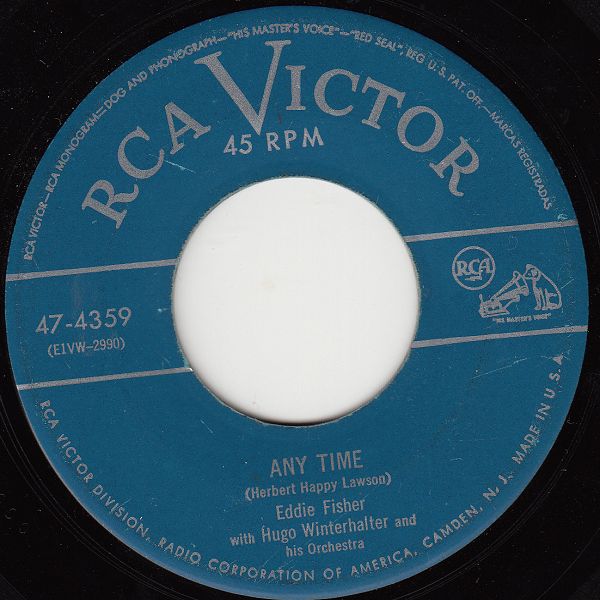 RCA VICTOR—RCA MONOGRAM—DOG AND PHONOGRAPH—"HIS MASTER'S VOICE"—"RED SEAL", REG. U. S. PAT. OFF.—MARCAS REGISTRADAS
RCA VICTOR
45 RPM
RCA
"HIS MASTER'S VOICE"
47-4359
(E1VW-2990)
ANY TIME
(Herbert Happy Lawson)
Eddie Fisher
with Hugo Winterhalter and
his Orchestra
RCA VICTOR DIVISION, RADIO CORPORATION OF AMERICA, CAMDEN, N. J. MADE IN U. S. A.